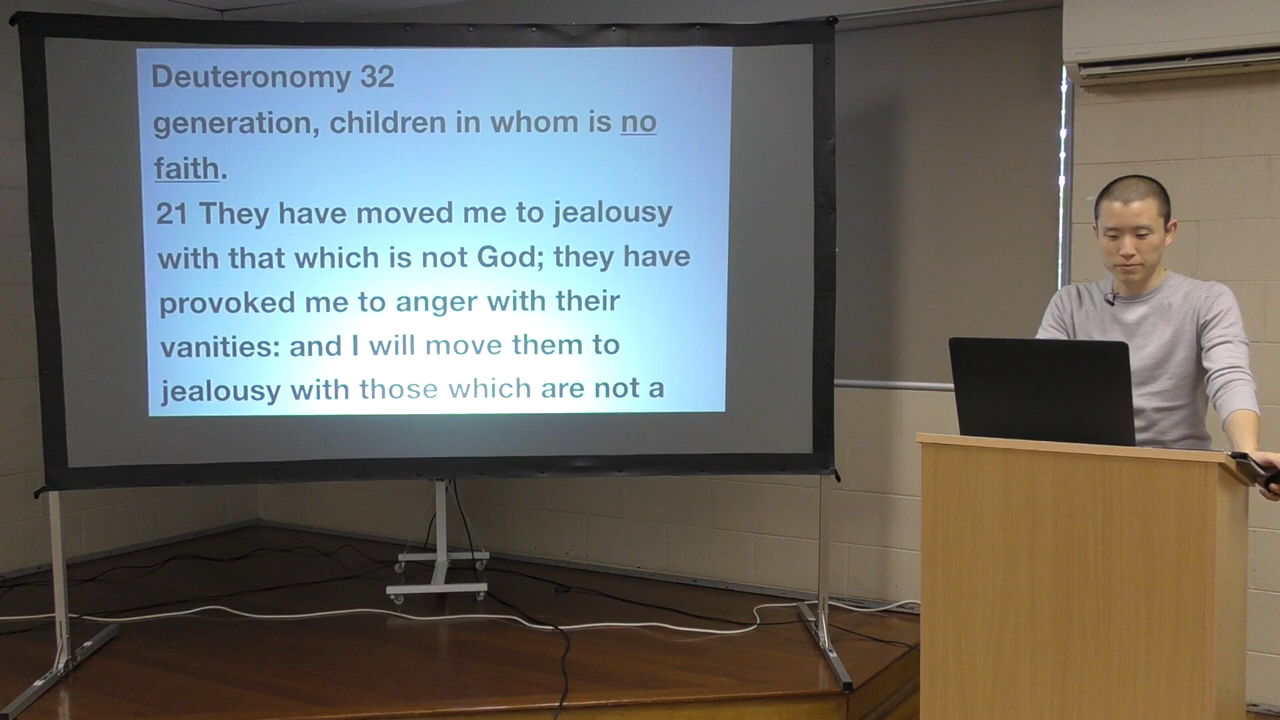 Deuteronomy 32
generation, children in whom is no
faith.
21 They have moved me to jealousy
with that which is not God; they have
provoked me to anger with their
vanities: and I will move them to
jealousy with those which are not a